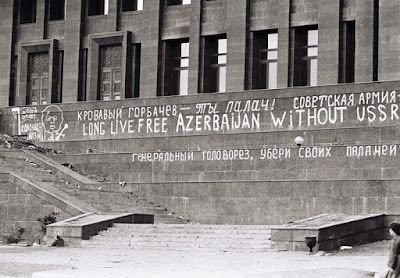 КРОВАВЫЙ ГОРБАЧЕВ — ТЫ ПАЛАЧ! СОВЕТСКАЯ АРМИЯ-
LONG LIVE FREE AZERBAIJAN WITHOUT USSR
ГЕНЕРАЛЬНЫЙ ГОЛОВОРЕЗ, УБЕРИ СВОИХ ПАЛАЧЕЙ